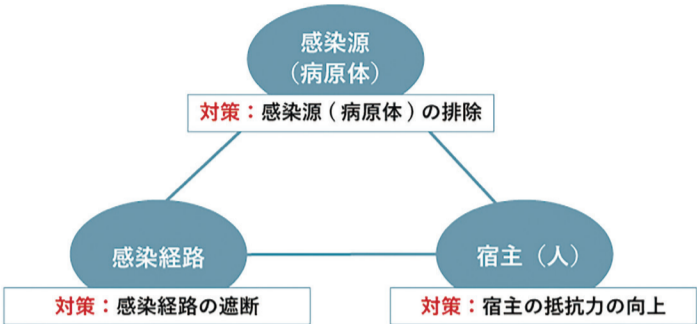 感染源
（病原体）
対策：感染源（病原体）の排除
感染経路
宿主（人）
対策：感染経路の遮断
対策：宿主の抵抗力の向上